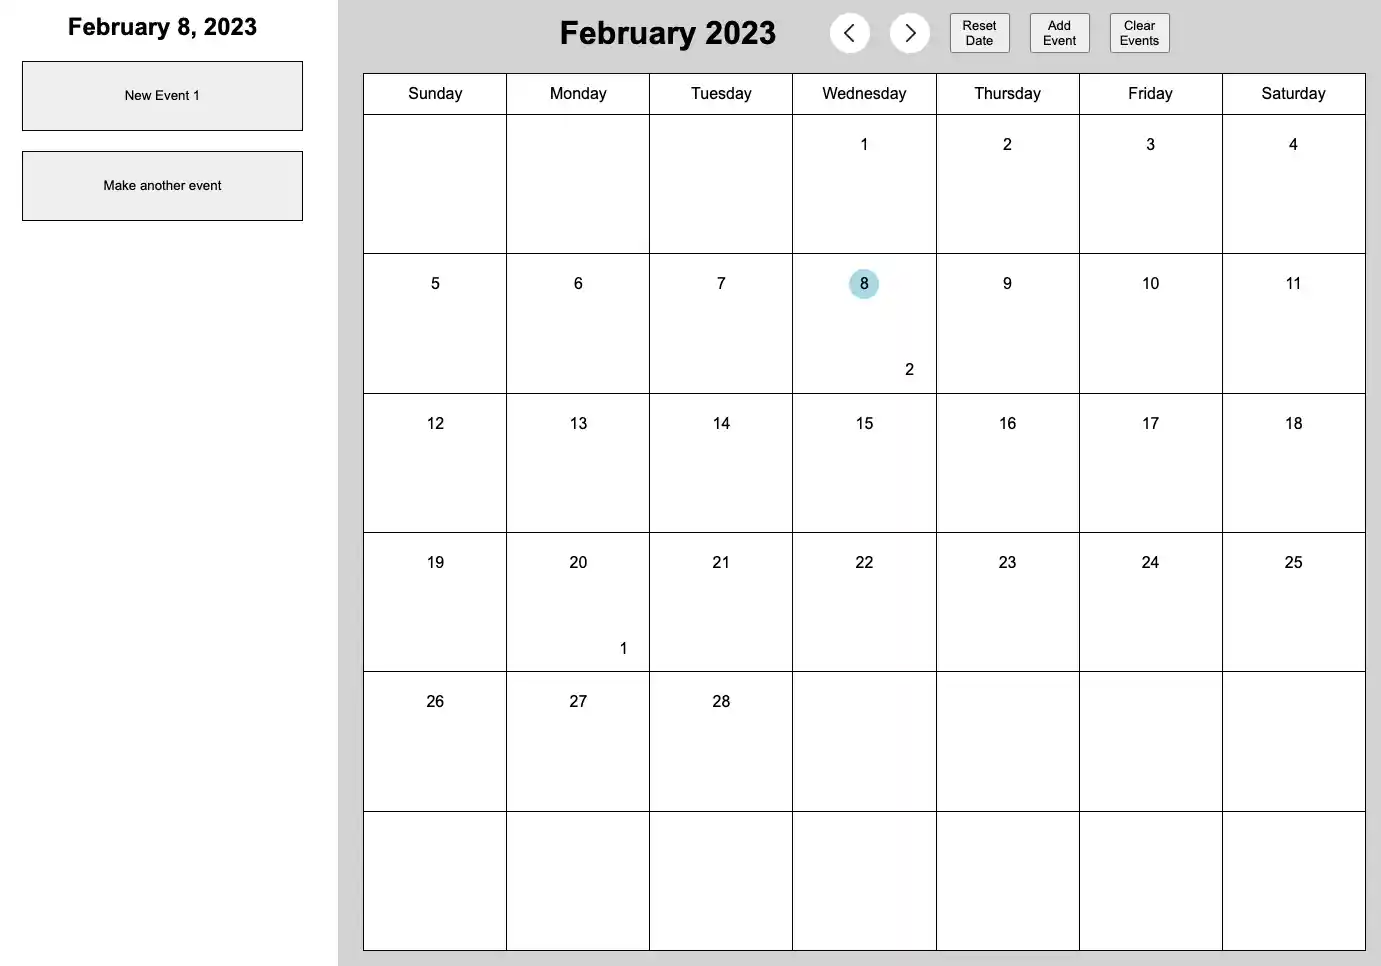 February 8, 2023
New Event 1
Make another event
February 2023
Reset
Date
Add
Event
Clear
Events
Sunday Monday Tuesday Wednesday Thursday Friday Saturday
1 2 3 4
5 6 7 8 9 10 11
2
12 13 14 15 16 17 18
19 20 21 22 23 24 25
1
26 27 28